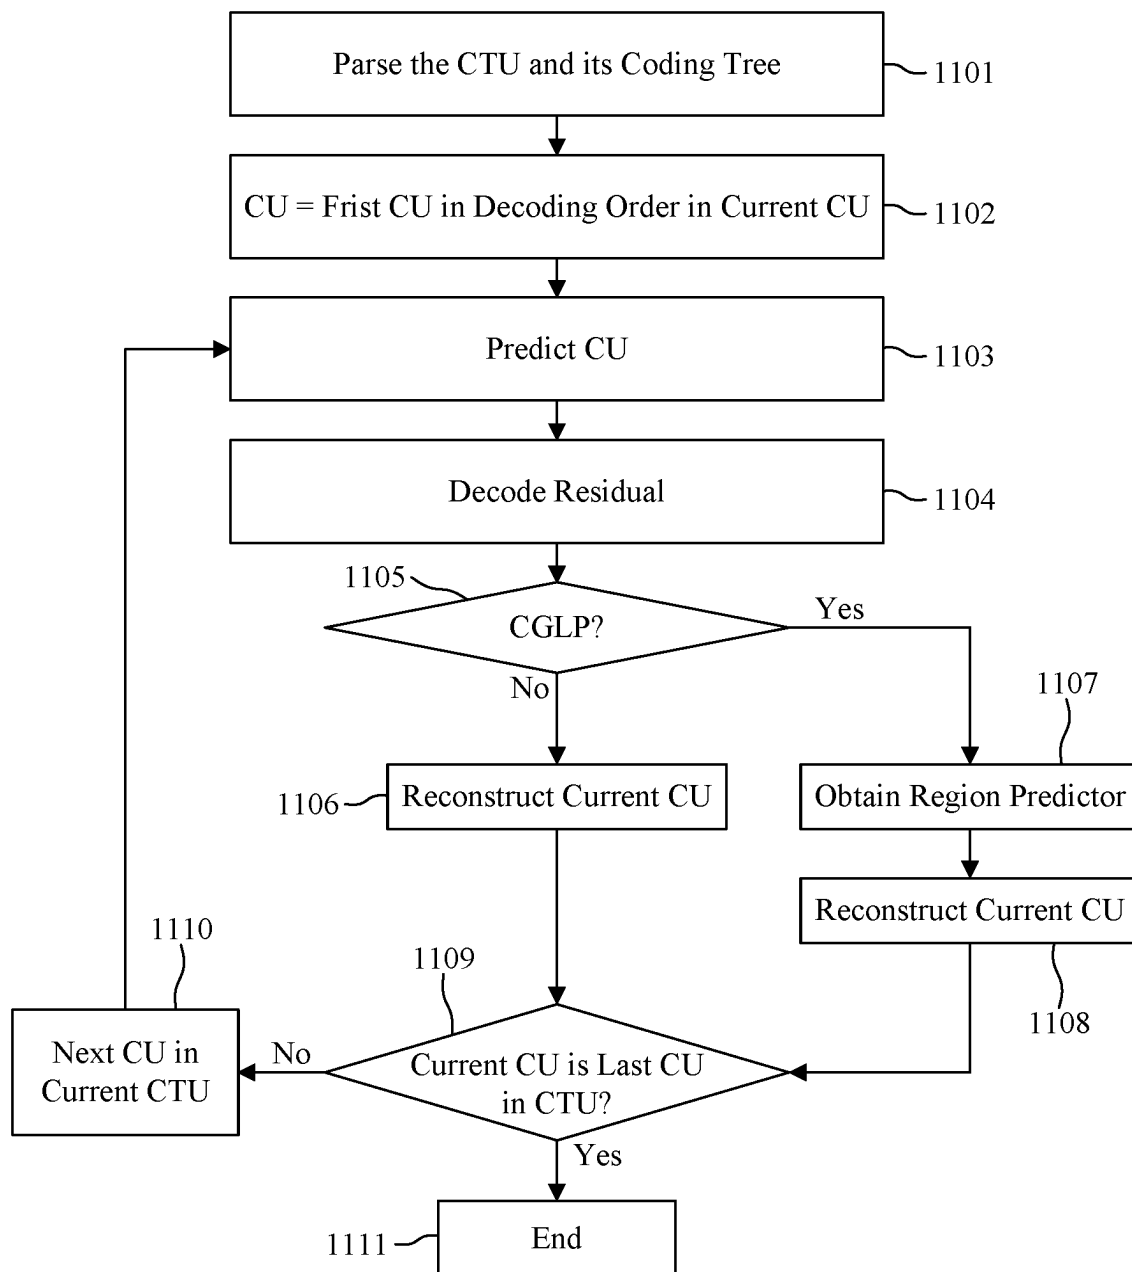 Parse the CTU and its Coding Tree
1101
CU = Frist CU in Decoding Order in Current CU
1102
Predict CU
1103
Decode Residual
1104
1105
CGLP?
Yes
No
1107
1106
Reconstruct Current CU
Obtain Region Predictor
Reconstruct Current CU
1108
1110
1109
Next CU in
Current CTU
No
Current CU is Last CU
in CTU?
Yes
1111
End